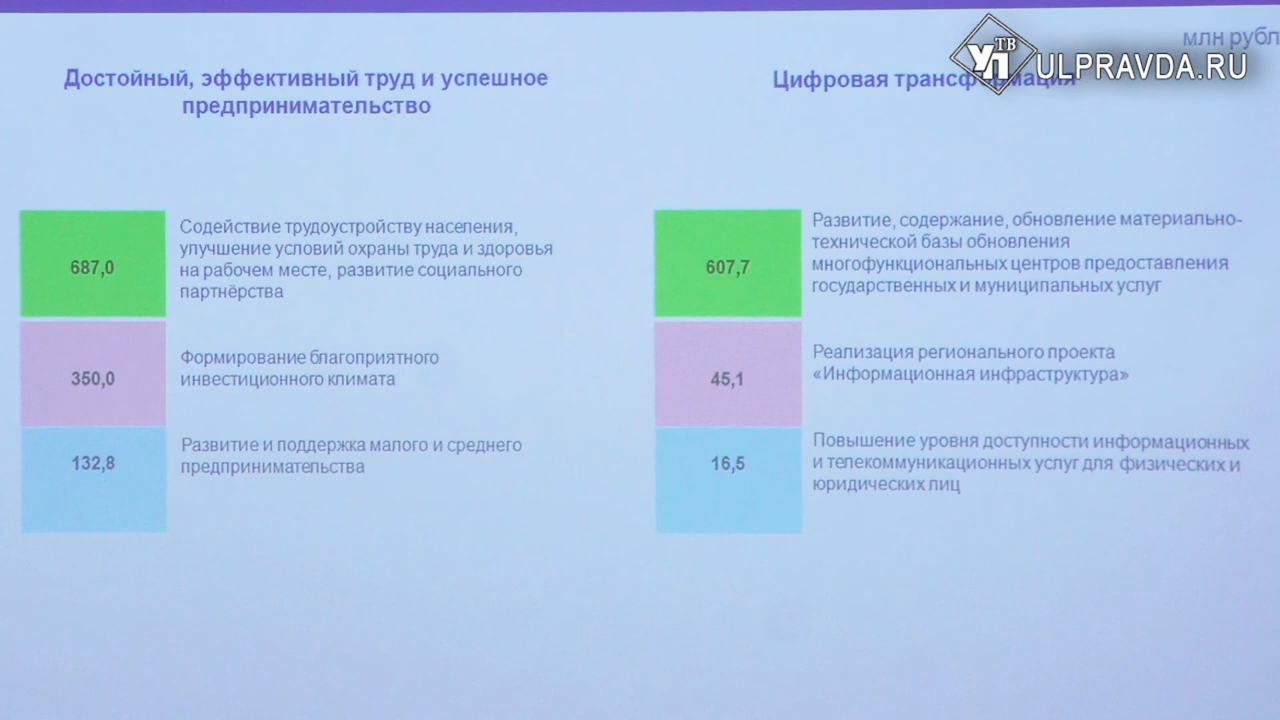 млн рубл
ТВ
УП
ULPRAVDA.RU
Достойный, эффективный труд и успешное
предпринимательство
Цифровая трансформация
687,0
Содействие трудоустройству населения,
улучшение условий охраны труда и здоровья
на рабочем месте, развитие социального
партнёрства
350,0
Формирование благоприятного
инвестиционного климата
132,8
Развитие и поддержка малого и среднего
предпринимательства
607,7
Развитие, содержание, обновление материально-
технической базы обновления
многофункциональных центров предоставления
государственных и муниципальных услуг
45,1
Реализация регионального проекта
«Информационная инфраструктура»
16,5
Повышение уровня доступности информационных
и телекоммуникационных услуг для физических и
юридических лиц